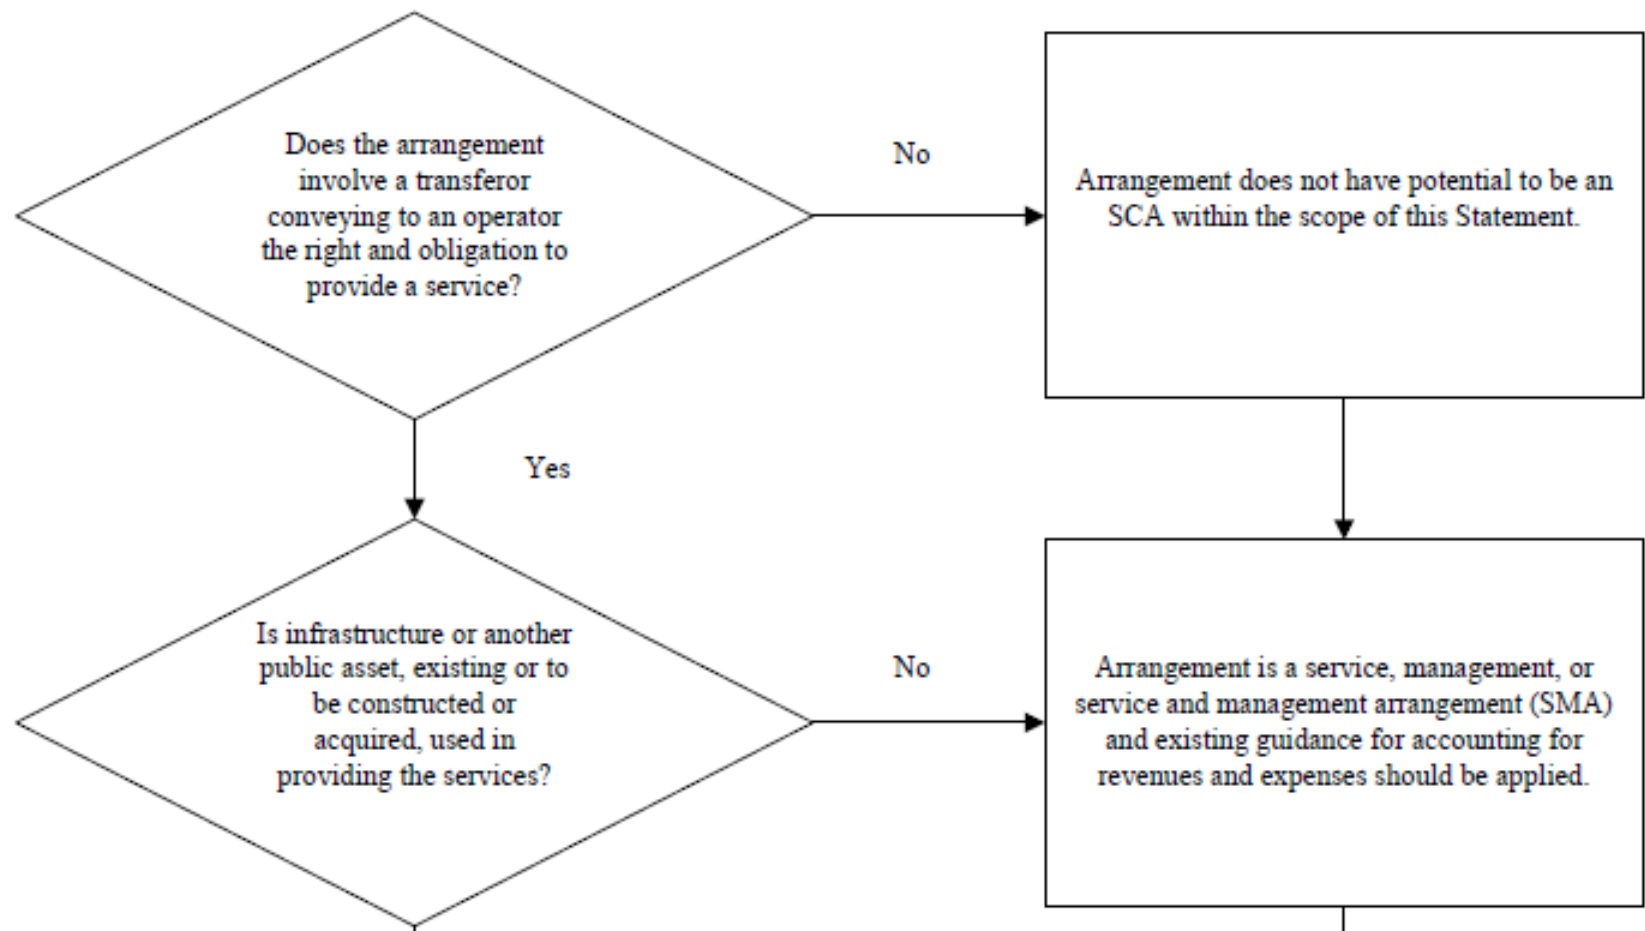 Does the arrangement
involve a transferor
conveying to an operator
the right and obligation to
provide a service?
No
Arrangement does not have potential to be an
SCA within the scope of this Statement.
Yes
Is infrastructure or another
public asset, existing or to
be constructed or
acquired, used in
providing the services?
No
Arrangement is a service, management, or
service and management arrangement (SMA)
and existing guidance for accounting for
revenues and expenses should be applied.